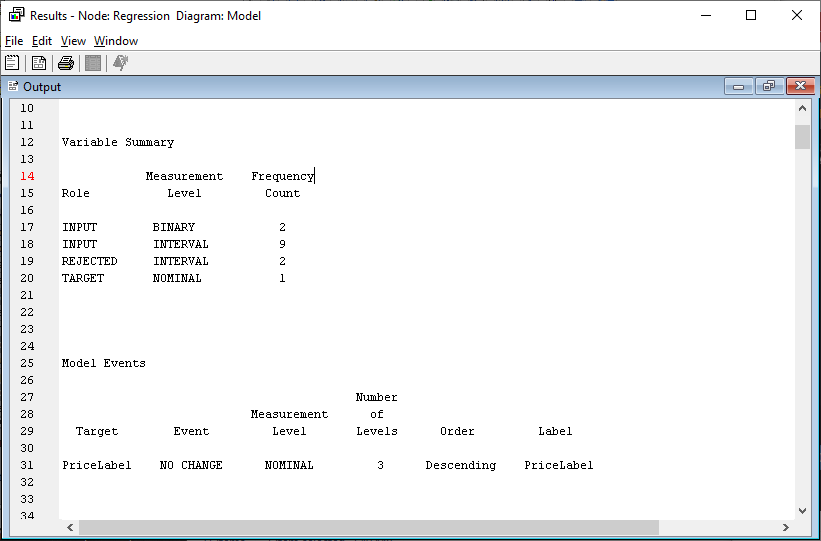 Results - Node: Regression  Diagram: Model
File  Edit  View  Window
Output
10
11
12  Variable Summary
13
14  Measurement  Frequency
15  Role  Level  Count
16
17  INPUT  BINARY  2
18  INPUT  INTERVAL  9
19  REJECTED  INTERVAL  2
20  TARGET  NOMINAL  1
21
22
23
24
25  Model Events
26
27  Number
28  Measurement  of
29  Target  Event  Level  Levels  Order  Label
30
31  PriceLabel  NO CHANGE  NOMINAL  3  Descending  PriceLabel
32
33
34